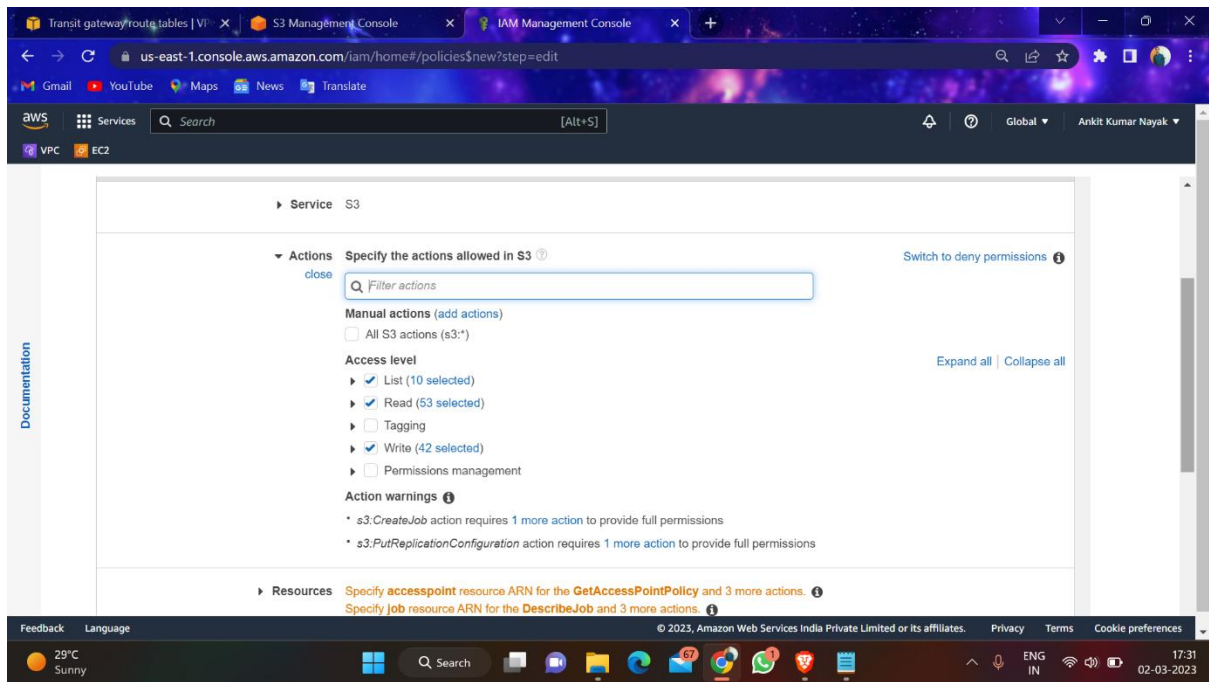 Transit gateway route tables | VP
S3 Management Console
IAM Management Console
us-east-1.console.aws.amazon.com/iam/home#/policies$new?step=edit
Gmail YouTube Maps News Translate
aws Services Search [Alt+S] Global Ankit Kumar Nayak
VPC EC2
Documentation
Service S3
Actions Specify the actions allowed in S3 Switch to deny permissions
close
Filter actions
Manual actions (add actions)
All S3 actions (s3:*)
Access level Expand all | Collapse all
List (10 selected)
Read (53 selected)
Tagging
Write (42 selected)
Permissions management
Action warnings
s3:CreateJob action requires 1 more action to provide full permissions
s3:PutReplicationConfiguration action requires 1 more action to provide full permissions
Resources Specify accesspoint resource ARN for the GetAccessPointPolicy and 3 more actions.
Specify job resource ARN for the DescribeJob and 3 more actions.
Feedback Language © 2023, Amazon Web Services India Private Limited or its affiliates. Privacy Terms Cookie preferences
29°C
Sunny
Search
67
1
ENG
IN
17:31
02-03-2023